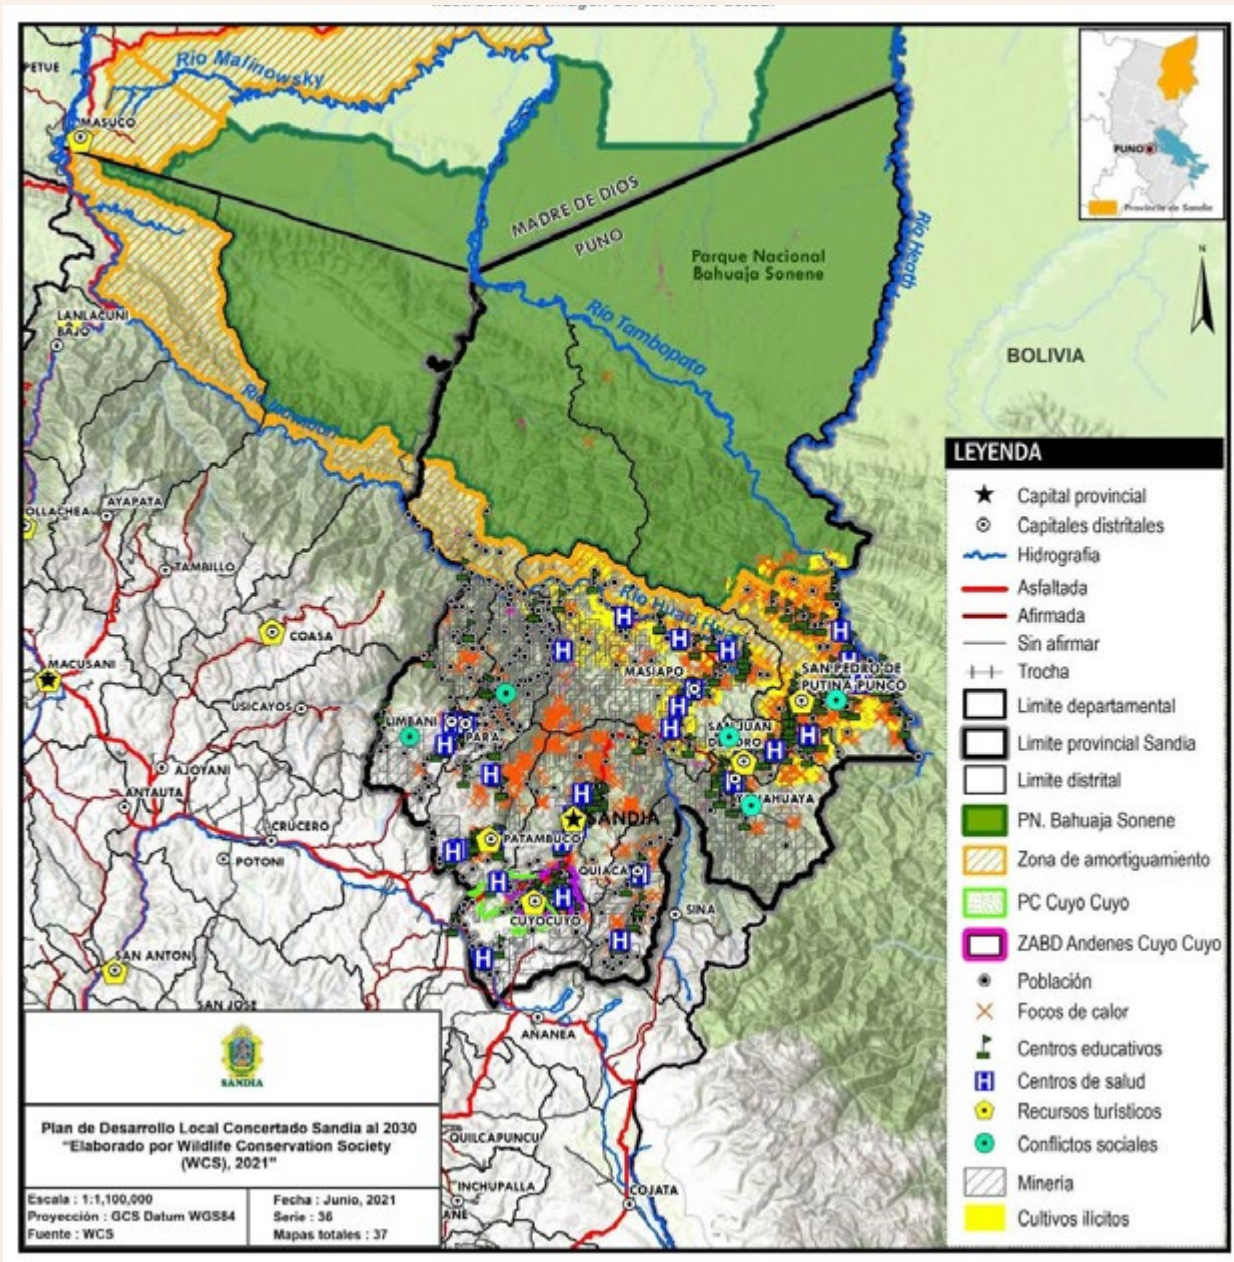 PETUE
Río Malinowsky
MASUCO
MADRE DE DIOS
PUNO
Parque Nacional
Bahuaja Sonene
Río Heath
Río Tambopata
PUNO
Provincia de Sandia
N
BOLIVIA
LANLACUNI
BAJO
OLLACHEA
AYAPATA
TAMBILLO
COASA
MACUSANI
USICAYOS
AJOYANI
ANTAUTA
CRUCERO
POTONI
SAN ANTON
SAN JOSE
LIMBANI
PARA
MASIAPO
SAN PEDRO DE
PUTINA PUNCO
SAN JUAN
DEL ORO
YANAHUAYA
SANDIA
PATAMBUCO
QUIACA
CUYOCUYO
SINA
ANANEA
QUILCAPUNCU
INCHUPALLA
COJATA
LEYENDA
Capital provincial
Capitales distritales
Hidrografia
Asfaltada
Afirmada
Sin afirmar
Trocha
Limite departamental
Limite provincial Sandia
Limite distrital
PN. Bahuaja Sonene
Zona de amortiguamiento
PC Cuyo Cuyo
ZABD Andenes Cuyo Cuyo
Población
Focos de calor
Centros educativos
H Centros de salud
Recursos turísticos
Conflictos sociales
Minería
Cultivos ilícitos
SANDIA
Plan de Desarrollo Local Concertado Sandia al 2030
"Elaborado por Wildlife Conservation Society
(WCS), 2021"
Escala : 1:1,100,000
Proyección : GCS Datum WGS84
Fuente : WCS
Fecha : Junio, 2021
Serie : 36
Mapas totales : 37